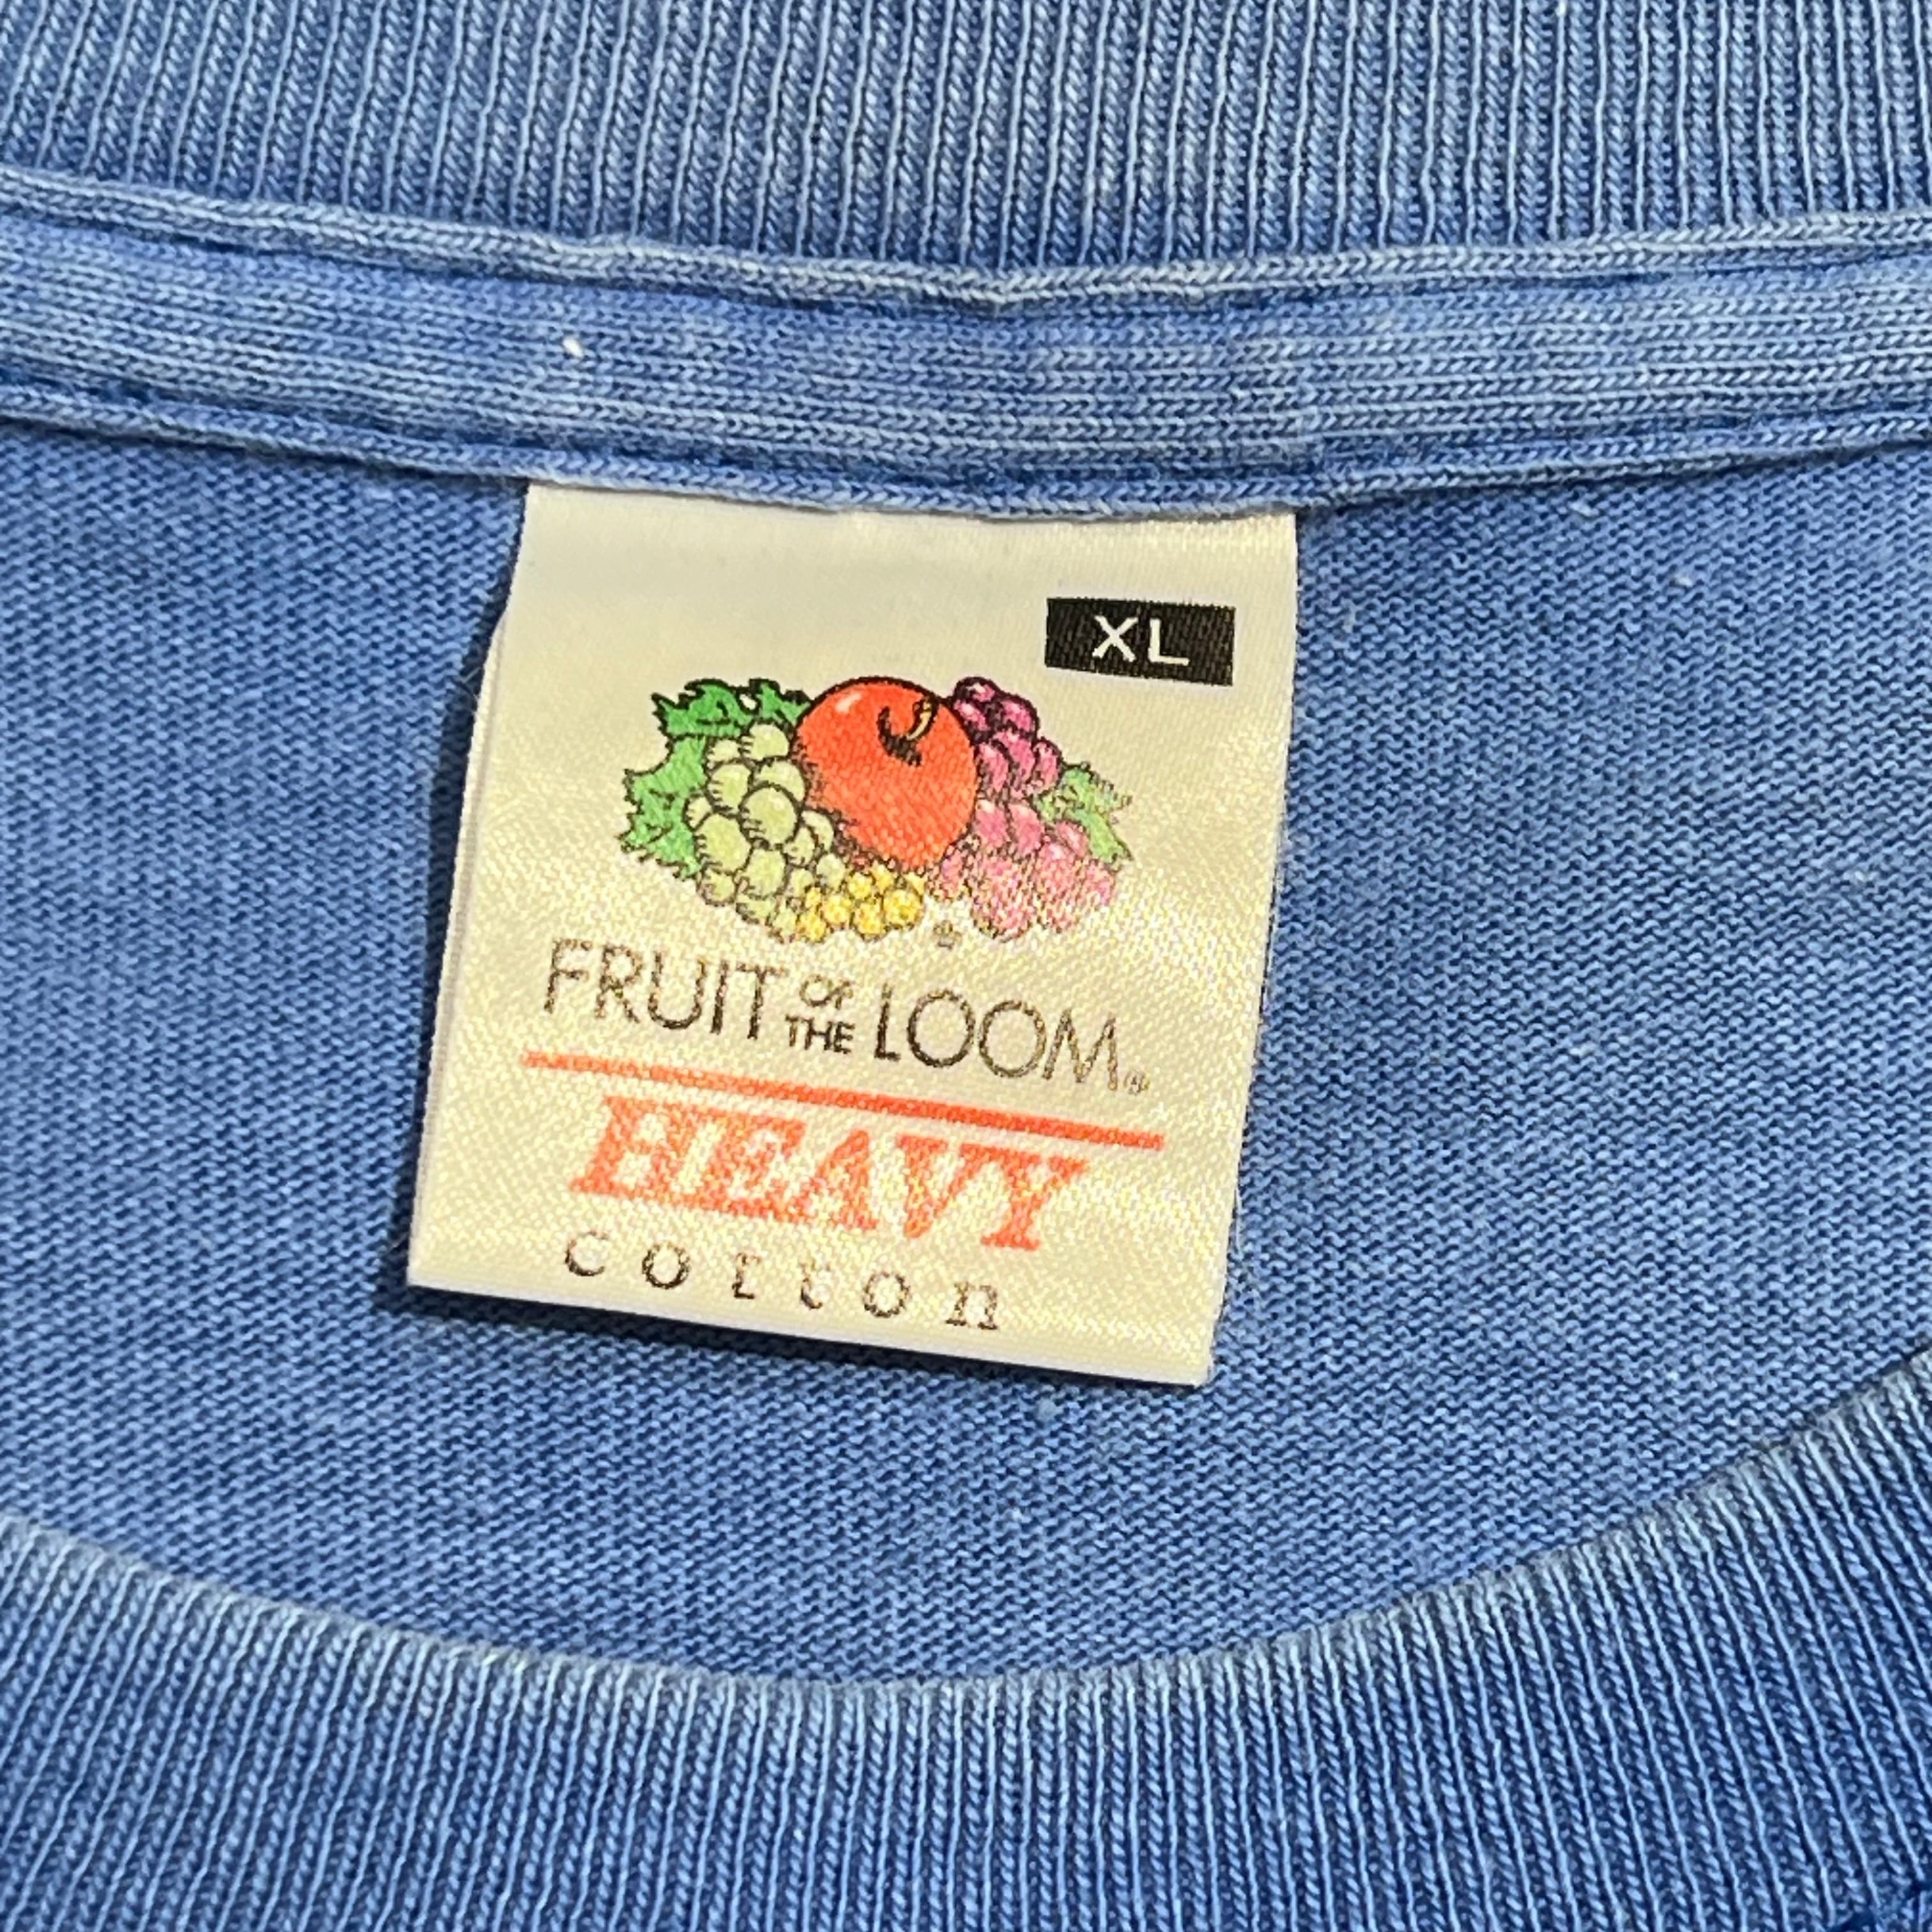 XL
FRUIT OF THE LOOM®
HEAVY
cotton